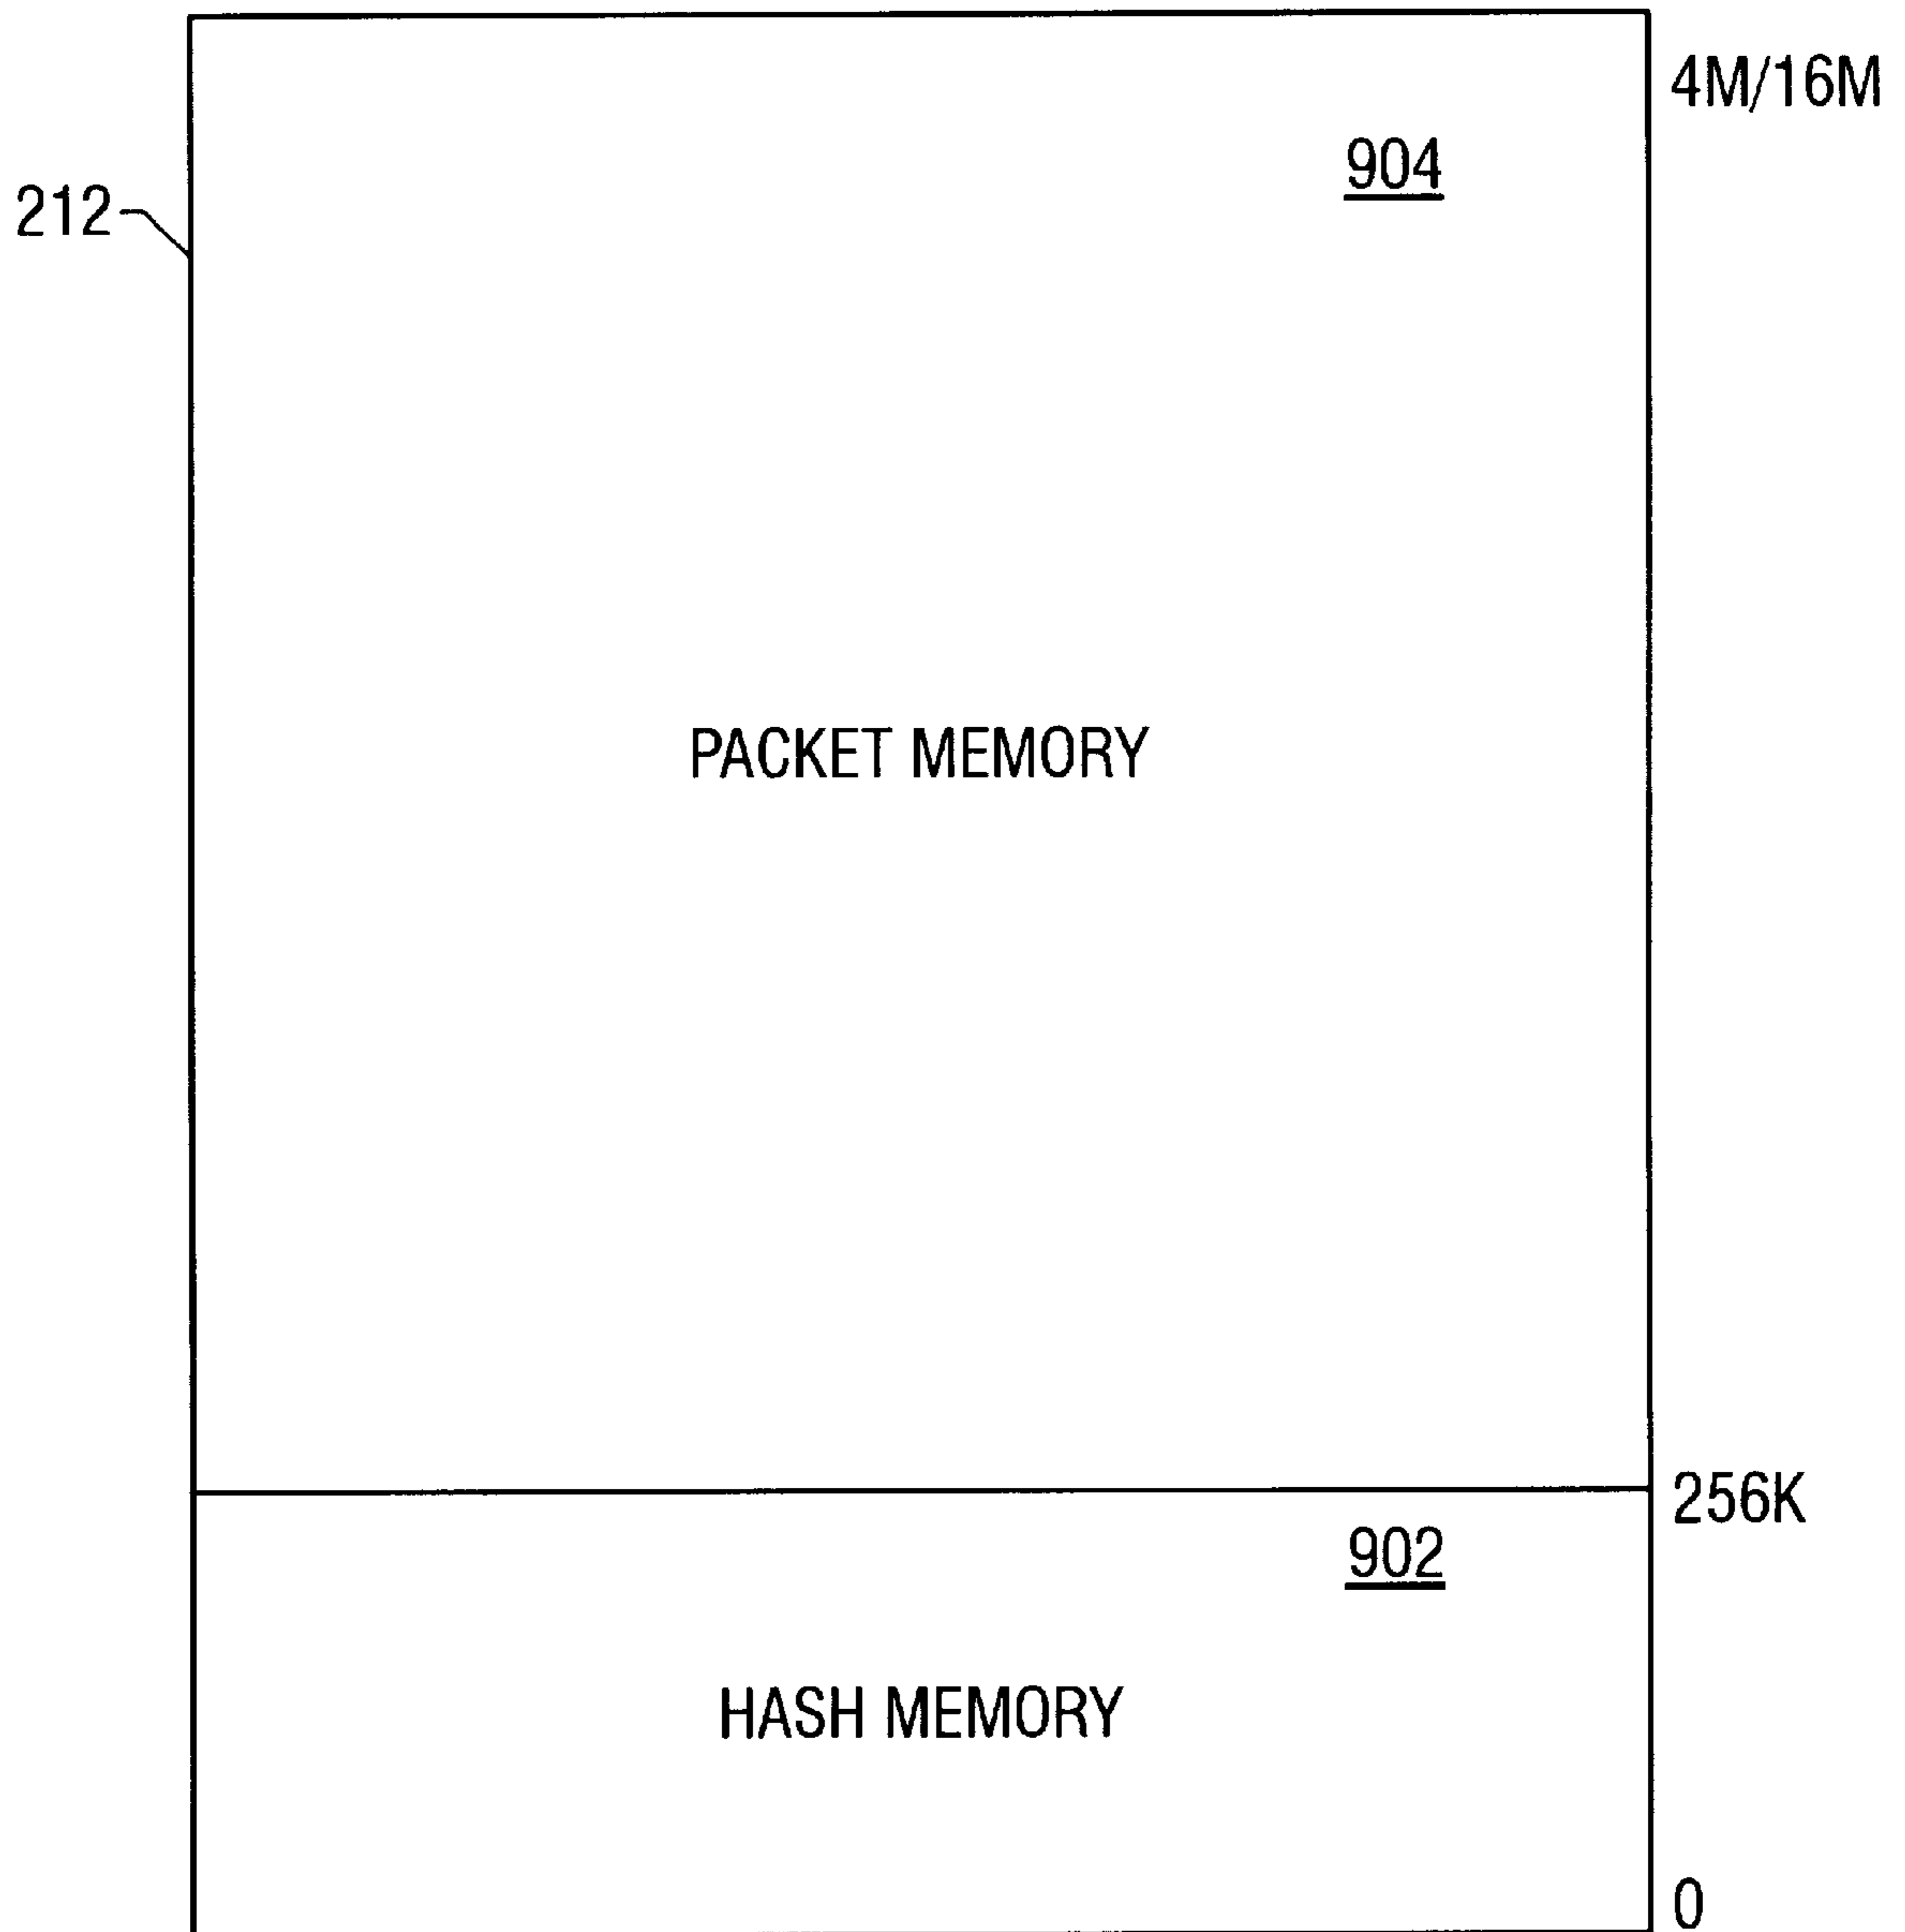 4M/16M
904
212
PACKET MEMORY
256K
902
HASH MEMORY
0